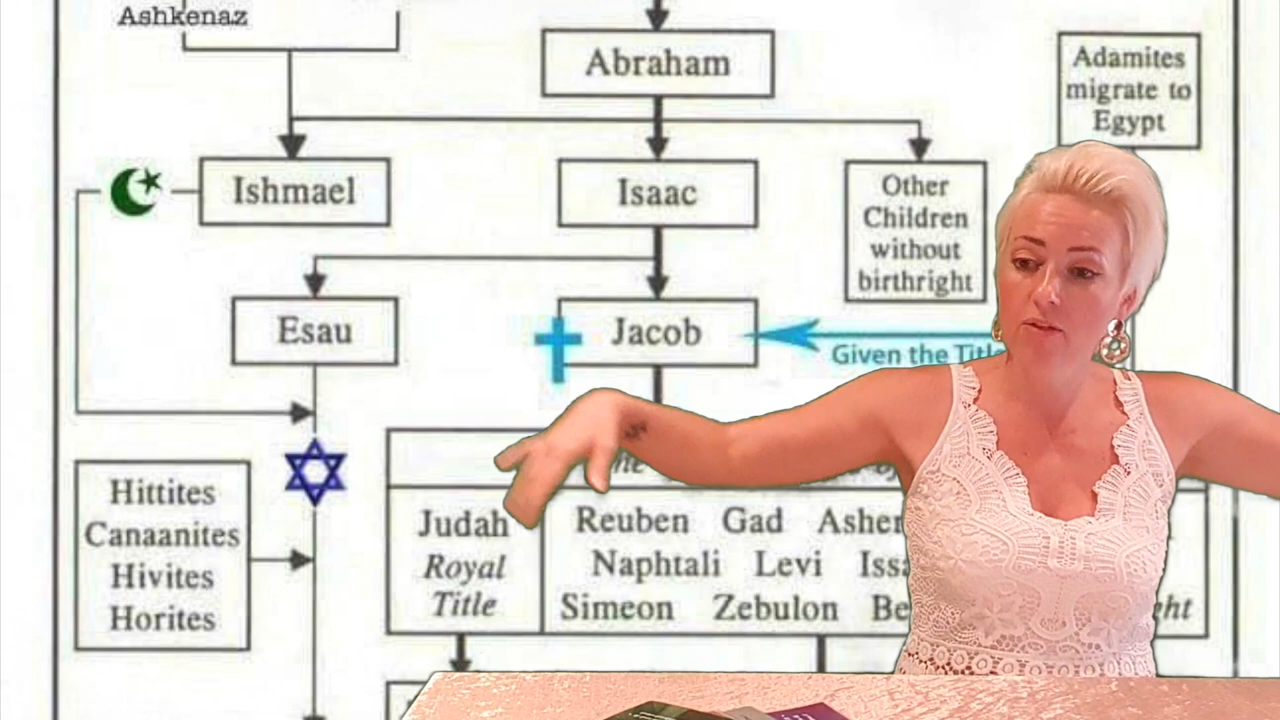 Ashkenaz
Abraham
Adamites
migrate to
Egypt
Ishmael
Isaac
Other
Children
without
birthright
Esau
Jacob
Given the
Hittites
Canaanites
Hivites
Horites
Judah
Royal
Title
Reuben Gad Asher
Naphtali Levi
Simeon Zebulon